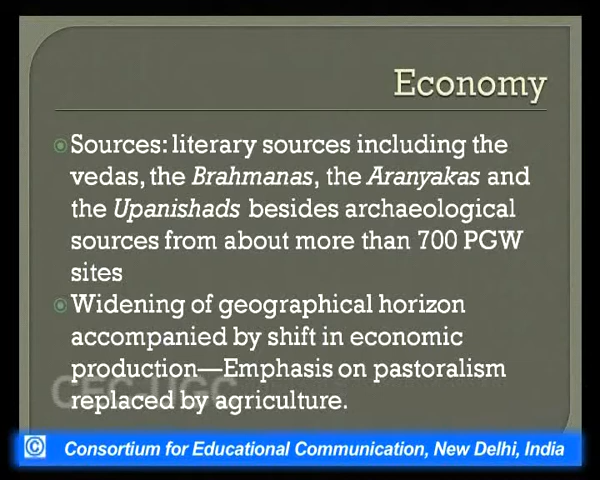 Economy
Sources: literary sources including the
vedas, the Brahmanas, the Aranyakas and
the Upanishads besides archaeological
sources from about more than 700 PGW
sites
Widening of geographical horizon
accompanied by shift in economic
production—Emphasis on pastoralism
replaced by agriculture.
CEC-UGC
© Consortium for Educational Communication, New Delhi, India